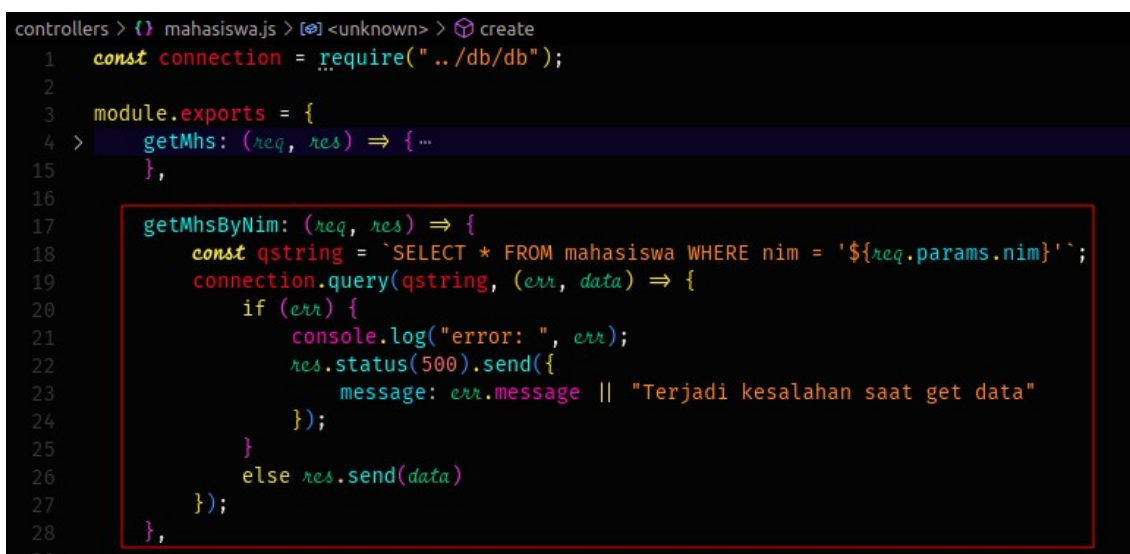 controllers > {} mahasiswa.js > <unknown> > create
1 const connection = require("../db/db");
2
3 module.exports = {
4 > getMhs: (req, res) => {…
15 },
16
17 getMhsByNim: (req, res) => {
18 const qstring = `SELECT * FROM mahasiswa WHERE nim = '${req.params.nim}'`;
19 connection.query(qstring, (err, data) => {
20 if (err) {
21 console.log("error: ", err);
22 res.status(500).send({
23 message: err.message || "Terjadi kesalahan saat get data"
24 });
25 }
26 else res.send(data)
27 });
28 },